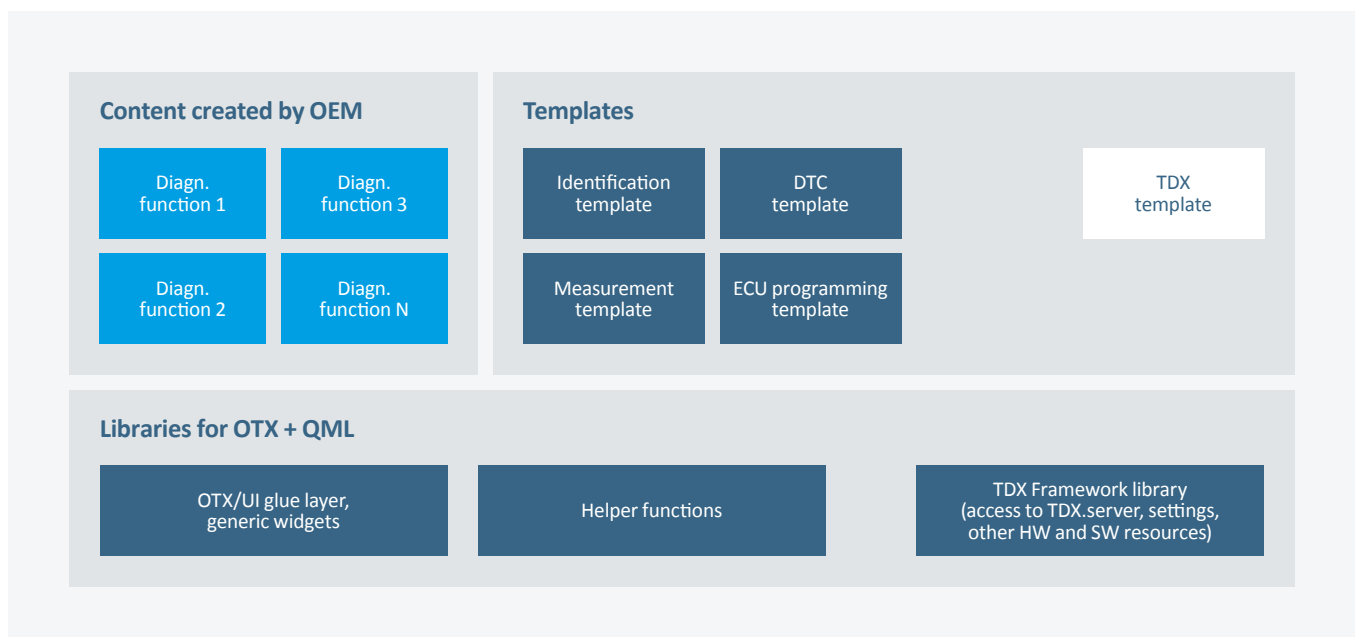 Content created by OEM
Diagn.
function 1
Diagn.
function 3
Diagn.
function 2
Diagn.
function N
Templates
Identification
template
DTC
template
TDX
template
Measurement
template
ECU programming
template
Libraries for OTX + QML
OTX/UI glue layer,
generic widgets
Helper functions
TDX Framework library
(access to TDX.server, settings,
other HW and SW resources)